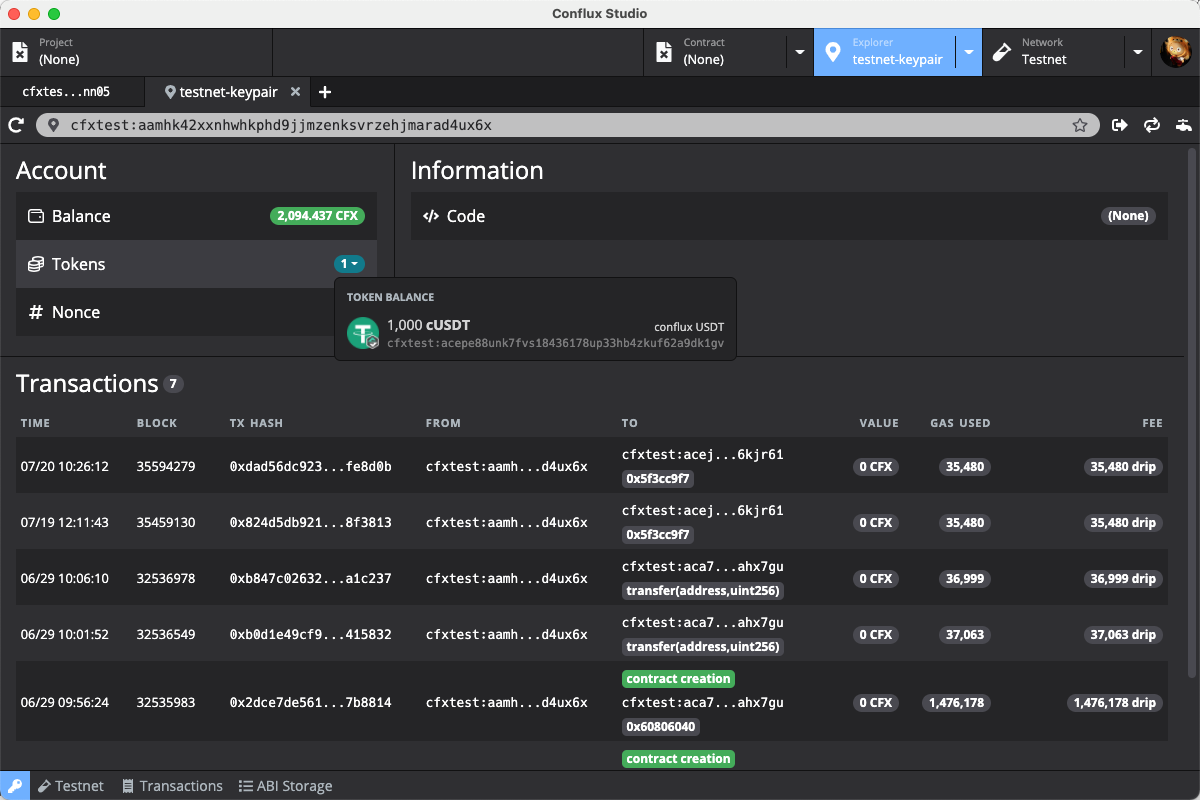 Conflux Studio
Project
(None)
Contract
(None)
Explorer
testnet-keypair
Network
Testnet
cfxtes...nn05
testnet-keypair
cfxtest:aamhk42xxnhwhkphd9jjmzenksvrzehjmarad4ux6x
Account
Information
Balance 2,094.437 CFX
Code (None)
Tokens 1
# Nonce
TOKEN BALANCE
1,000 cUSDT conflux USDT
cfxtest:acepe88unk7fvs18436178up33hb4zkuf62a9dk1gv
Transactions 7
TIME BLOCK TX HASH FROM TO VALUE GAS USED FEE
07/20 10:26:12 35594279 0xdad56dc923...fe8d0b cfxtest:aamh...d4ux6x cfxtest:acej...6kjr61 0 CFX 35,480 35,480 drip
0x5f3cc9f7
07/19 12:11:43 35459130 0x824d5db921...8f3813 cfxtest:aamh...d4ux6x cfxtest:acej...6kjr61 0 CFX 35,480 35,480 drip
0x5f3cc9f7
06/29 10:06:10 32536978 0xb847c02632...a1c237 cfxtest:aamh...d4ux6x cfxtest:aca7...ahx7gu 0 CFX 36,999 36,999 drip
transfer(address,uint256)
06/29 10:01:52 32536549 0xb0d1e49cf9...415832 cfxtest:aamh...d4ux6x cfxtest:aca7...ahx7gu 0 CFX 37,063 37,063 drip
transfer(address,uint256)
contract creation
06/29 09:56:24 32535983 0x2dce7de561...7b8814 cfxtest:aamh...d4ux6x cfxtest:aca7...ahx7gu 0 CFX 1,476,178 1,476,178 drip
0x60806040
contract creation
Testnet Transactions ABI Storage